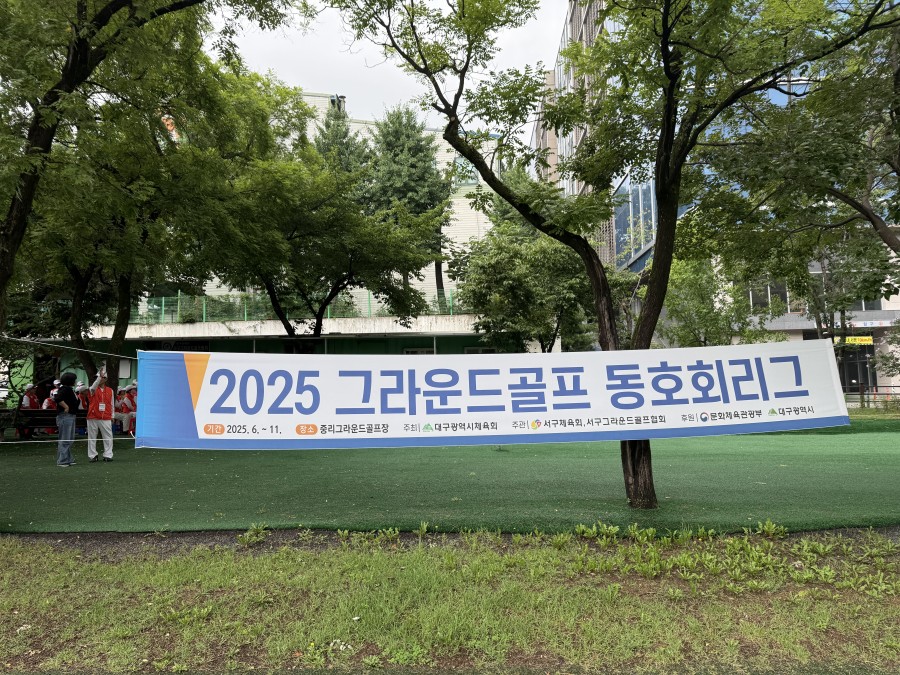 2025 그라운드골프 동호회리그
기간 2025. 6. ~ 11. 장소 중리그라운드골프장 주최 대구광역시체육회 주관 서구체육회,서구그라운드골프협회 후원 문화체육관광부 대구광역시